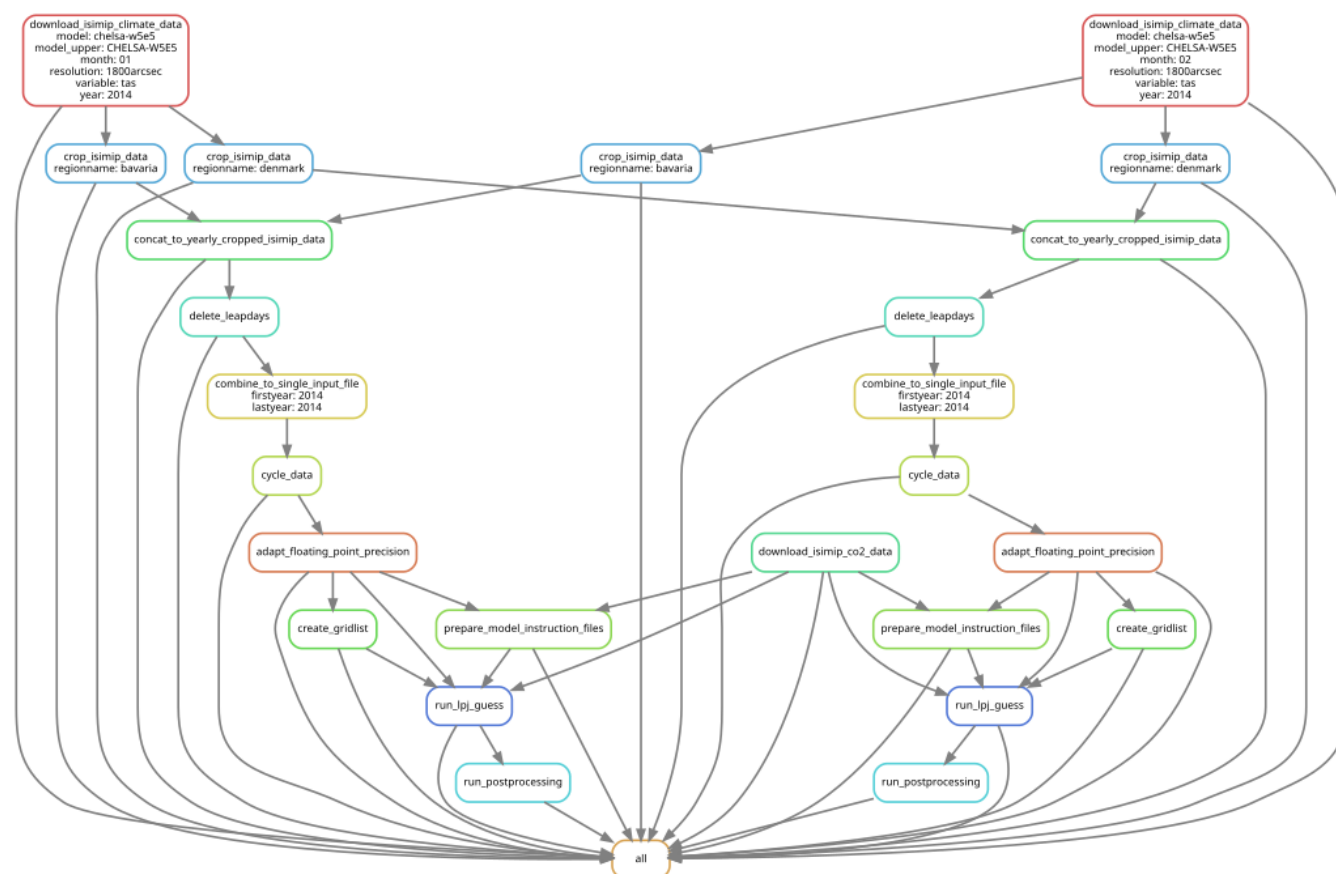 download_isimip_climate_data
model: chelsa-w5e5
model_upper: CHELSA-W5E5
month: 01
resolution: 1800arcsec
variable: tas
year: 2014
download_isimip_climate_data
model: chelsa-w5e5
model_upper: CHELSA-W5E5
month: 02
resolution: 1800arcsec
variable: tas
year: 2014
crop_isimip_data
regionname: bavaria
crop_isimip_data
regionname: denmark
crop_isimip_data
regionname: bavaria
crop_isimip_data
regionname: denmark
concat_to_yearly_cropped_isimip_data
concat_to_yearly_cropped_isimip_data
delete_leapdays
delete_leapdays
combine_to_single_input_file
firstyear: 2014
lastyear: 2014
combine_to_single_input_file
firstyear: 2014
lastyear: 2014
cycle_data
cycle_data
adapt_floating_point_precision
download_isimip_co2_data
adapt_floating_point_precision
create_gridlist
prepare_model_instruction_files
prepare_model_instruction_files
create_gridlist
run_lpj_guess
run_lpj_guess
run_postprocessing
run_postprocessing
all